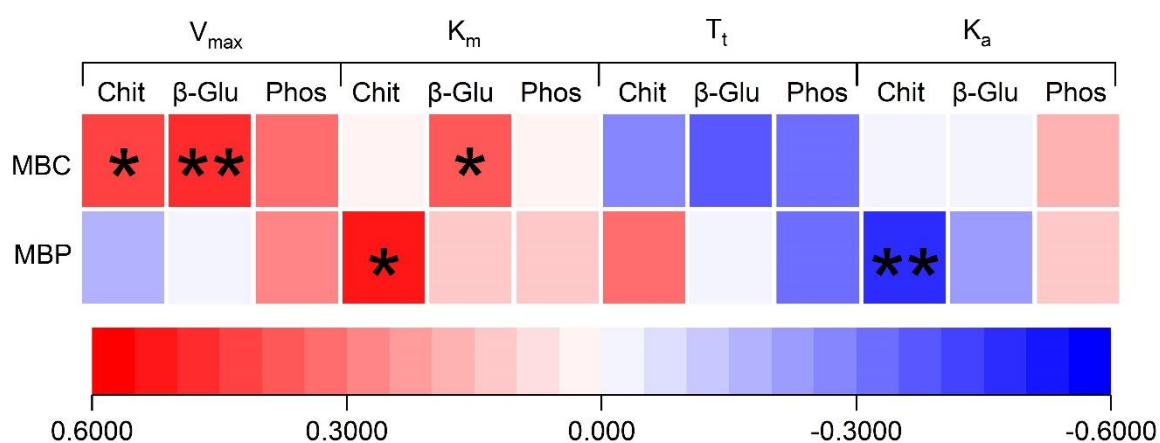 Vmax Km Tt Ka
Chit β-Glu Phos Chit β-Glu Phos Chit β-Glu Phos Chit β-Glu Phos
MBC * ** *
MBP * **
0.6000 0.3000 0.000 -0.3000 -0.6000